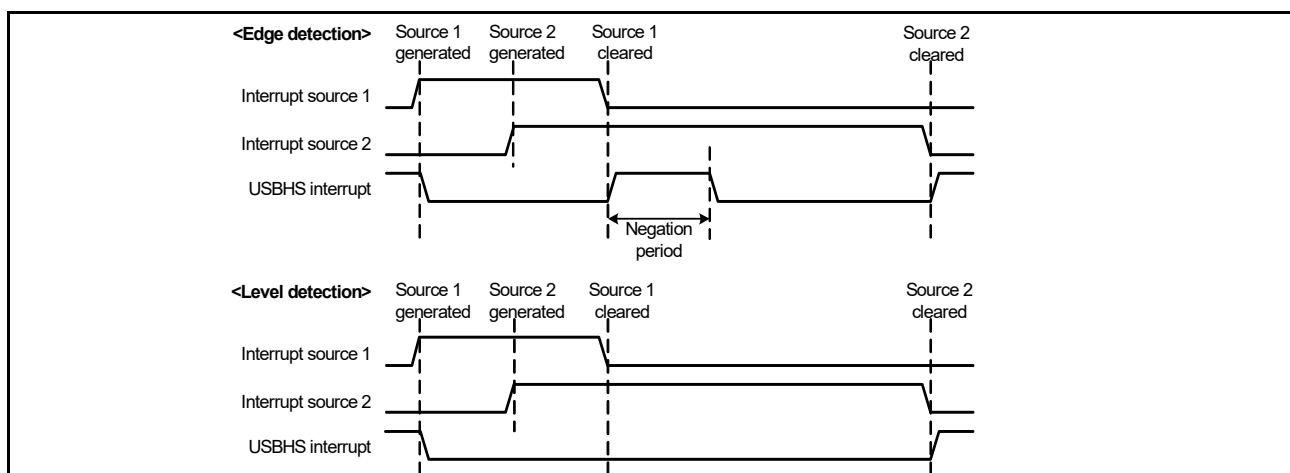 <Edge detection>
Source 1 generated
Source 2 generated
Source 1 cleared
Source 2 cleared
Interrupt source 1
Interrupt source 2
USBHS interrupt
Negation period
<Level detection>
Source 1 generated
Source 2 generated
Source 1 cleared
Source 2 cleared
Interrupt source 1
Interrupt source 2
USBHS interrupt